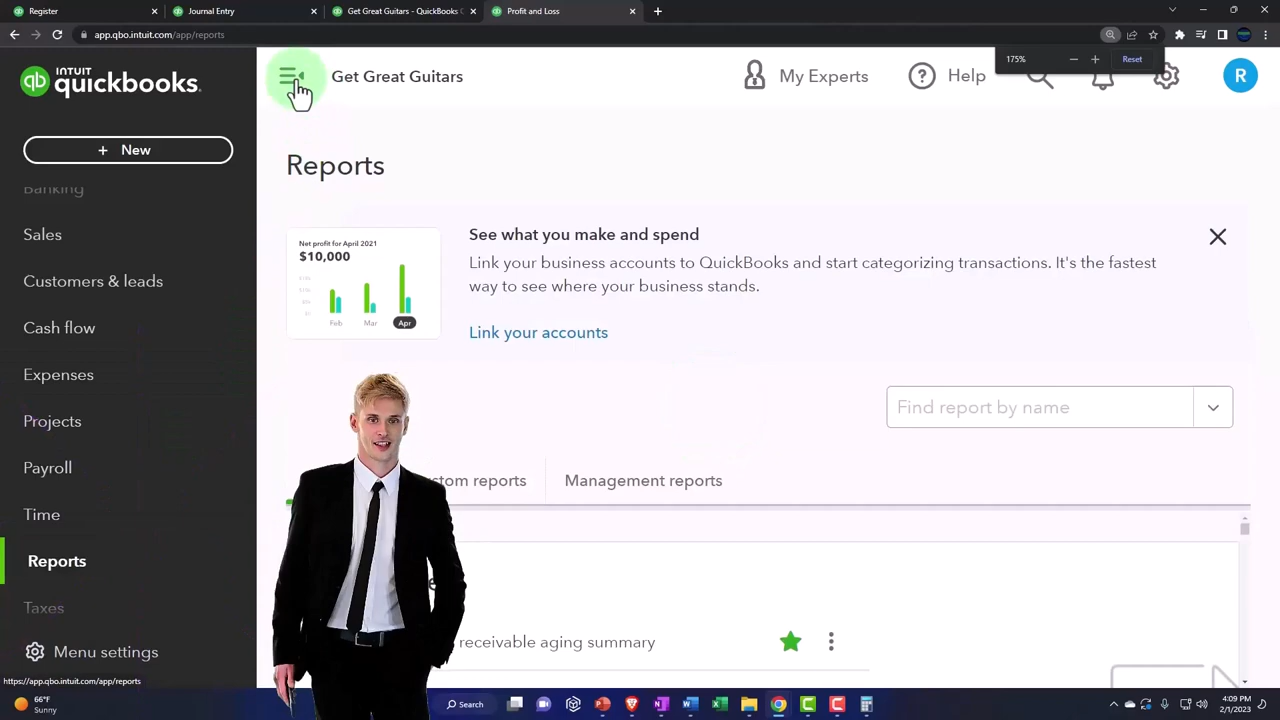 Register
Journal Entry
Get Great Guitars - QuickBooks
Profit and Loss
app.qbo.intuit.com/app/reports
175%
Reset
INTUIT
quickbooks.
Get Great Guitars
My Experts
Help
R
+ New
Banking
Sales
Customers & leads
Cash flow
Expenses
Projects
Payroll
Time
Reports
Taxes
Menu settings
Reports
Net profit for April 2021
$10,000
Feb
Mar
Apr
See what you make and spend
Link your business accounts to QuickBooks and start categorizing transactions. It's the fastest
way to see where your business stands.
Link your accounts
Find report by name
reports
Management reports
receivable aging summary
https://app.qbo.intuit.com/app/reports
66°F
Sunny
Search
4:09 PM
2/1/2023